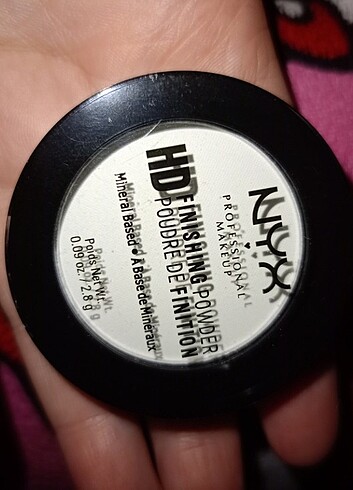 NYX
PROFESSIONAL
MAKEUP
HD FINISHING POWDER
POUDRE DE FINITION
Mineral Based • À Base de Minéraux
Poids Net Wt.
0.09 oz. / 2.8 g